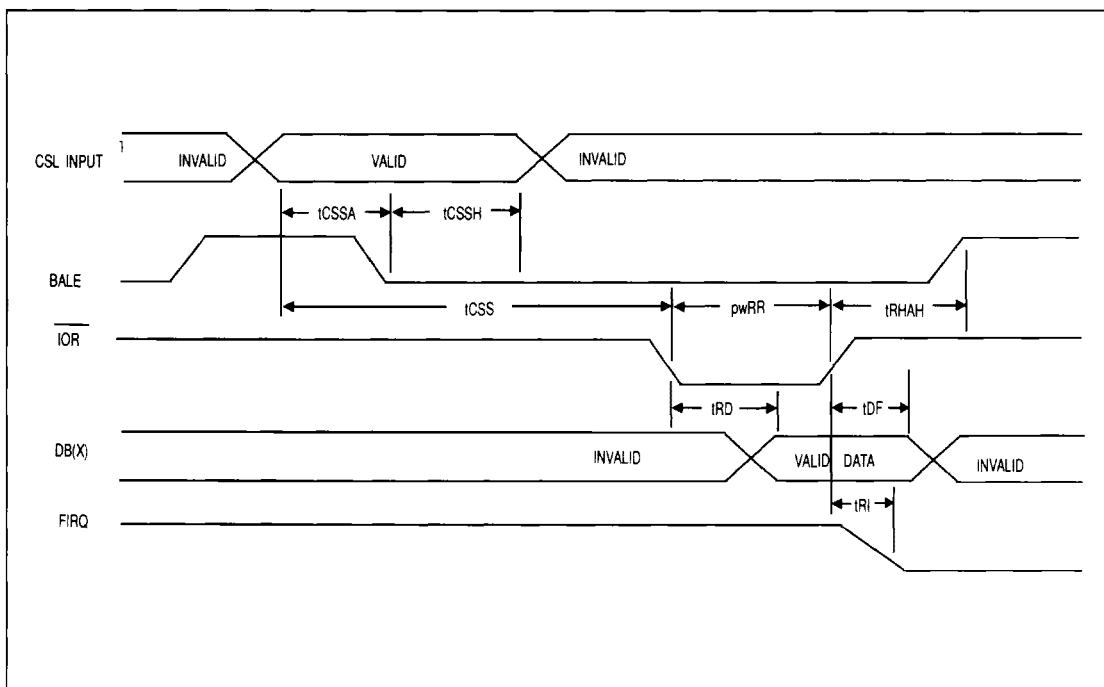 CSL INPUT INVALID VALID INVALID
tCSSA tCSSH
BALE
tCSS pwRR tRHAH
IOR
tRD tDF
DB(X) INVALID VALID DATA INVALID
tRI
FIRQ